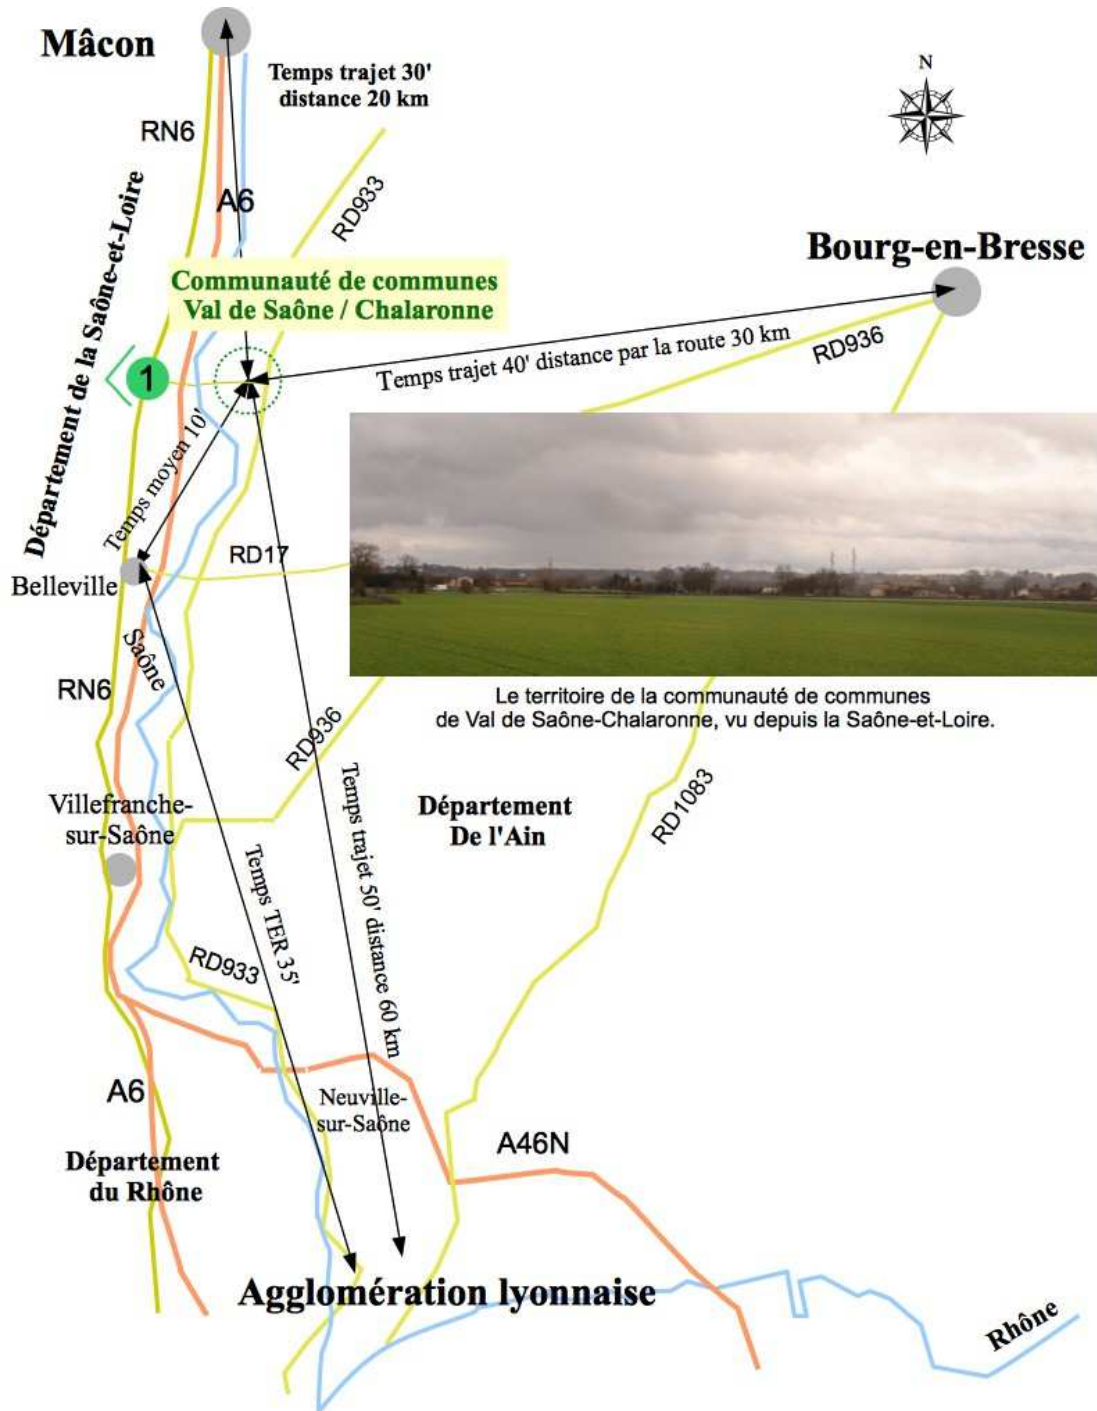 Mâcon
Temps trajet 30'
distance 20 km
N
RN6
A6
RD933
Département de la Saône-et-Loire
Bourg-en-Bresse
Communauté de communes
Val de Saône / Chalaronne
1
Temps trajet 40' distance par la route 30 km
RD936
Temps moyen 10'
RD17
Belleville
Saône
RN6
Le territoire de la communauté de communes
de Val de Saône-Chalaronne, vu depuis la Saône-et-Loire.
RD936
Temps trajet 50' distance 60 km
RD1083
Villefranche-
sur-Saône
Département
De l'Ain
Temps TER 35'
RD933
A6
Neuville-
sur-Saône
A46N
Département
du Rhône
Agglomération lyonnaise
Rhône